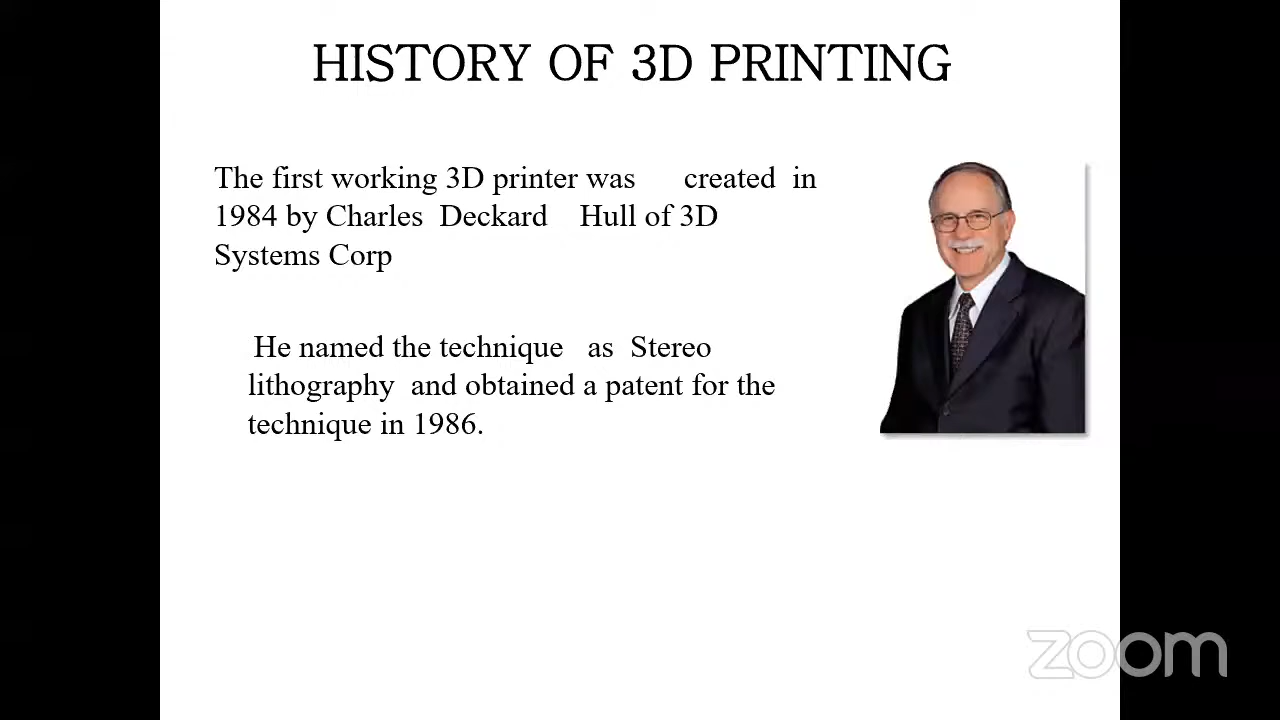 HISTORY OF 3D PRINTING
The first working 3D printer was created in
1984 by Charles Deckard Hull of 3D
Systems Corp
He named the technique as Stereo
lithography and obtained a patent for the
technique in 1986.
zoom